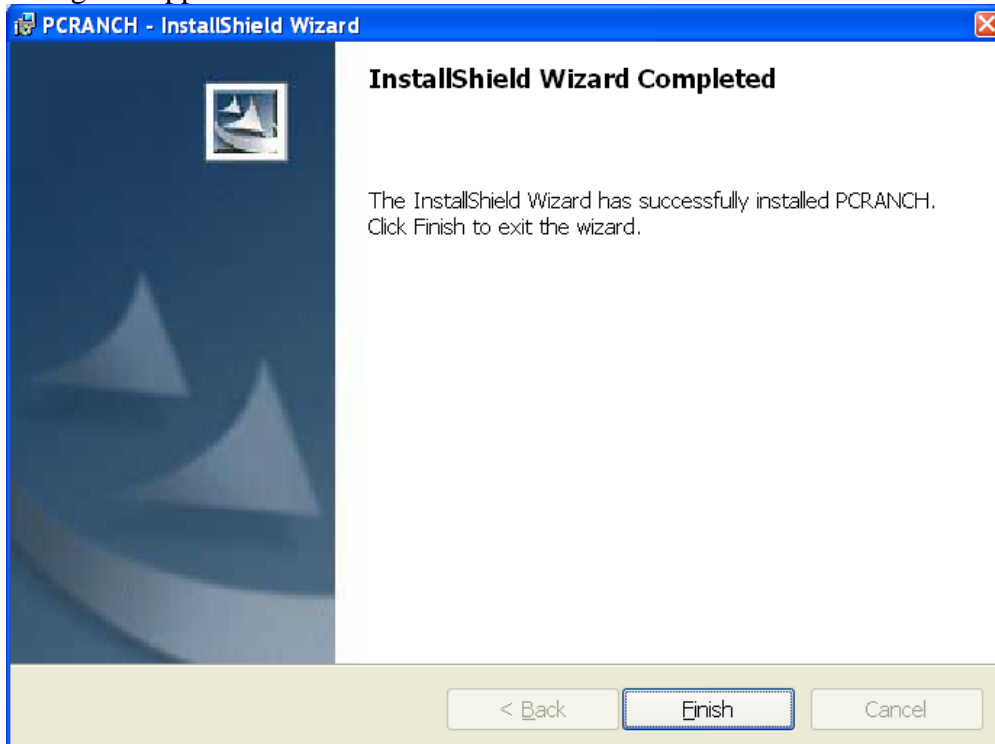 PCRANCH - InstallShield Wizard
InstallShield Wizard Completed
The InstallShield Wizard has successfully installed PCRANCH.
Click Finish to exit the wizard.
< Back Finish Cancel